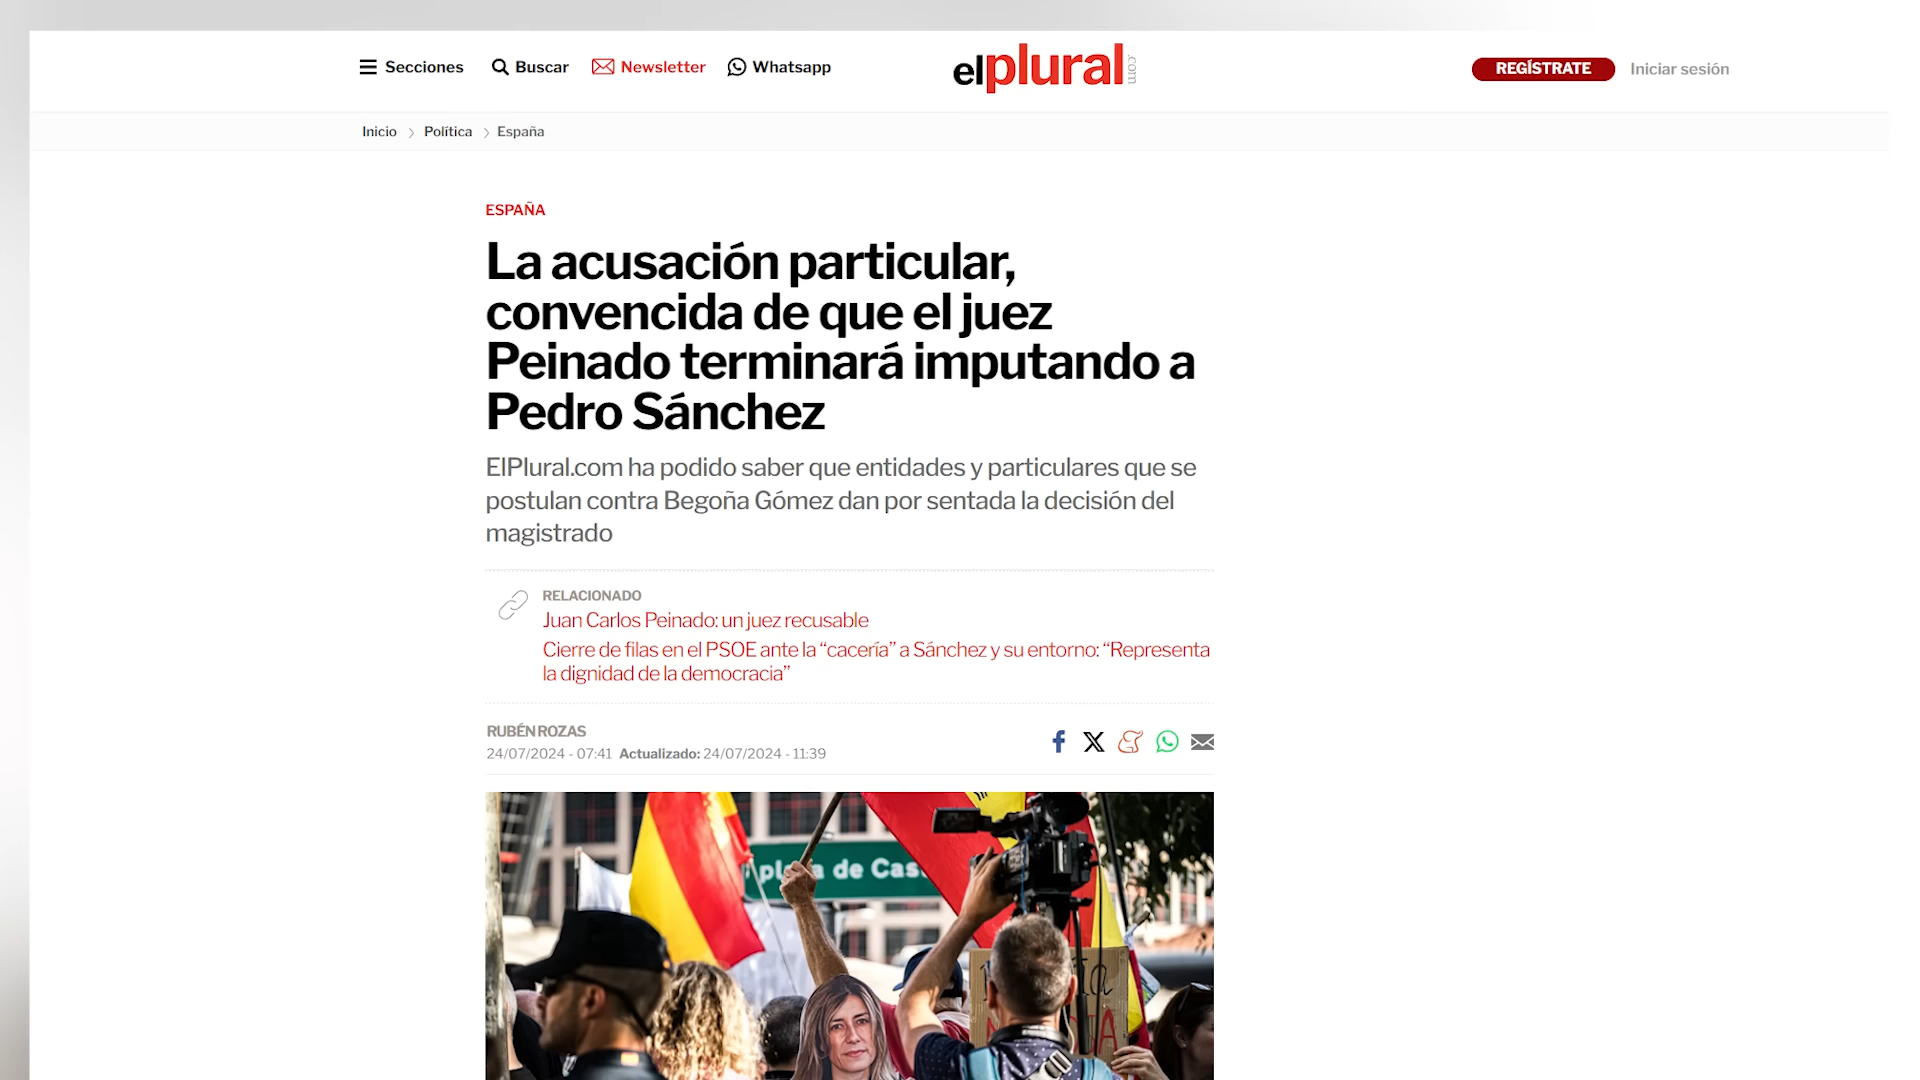 Secciones
Buscar
Newsletter
Whatsapp
elplural.com
REGÍSTRATE
Iniciar sesión
Inicio > Política > España
ESPAÑA
La acusación particular,
convencida de que el juez
Peinado terminará imputando a
Pedro Sánchez
ElPlural.com ha podido saber que entidades y particulares que se
postulan contra Begoña Gómez dan por sentada la decisión del
magistrado
RELACIONADO
Juan Carlos Peinado: un juez recusable
Cierre de filas en el PSOE ante la “cacería” a Sánchez y su entorno: “Representa
la dignidad de la democracia”
RUBÉN ROZAS
24/07/2024 - 07:41 Actualizado: 24/07/2024 - 11:39
de Cas